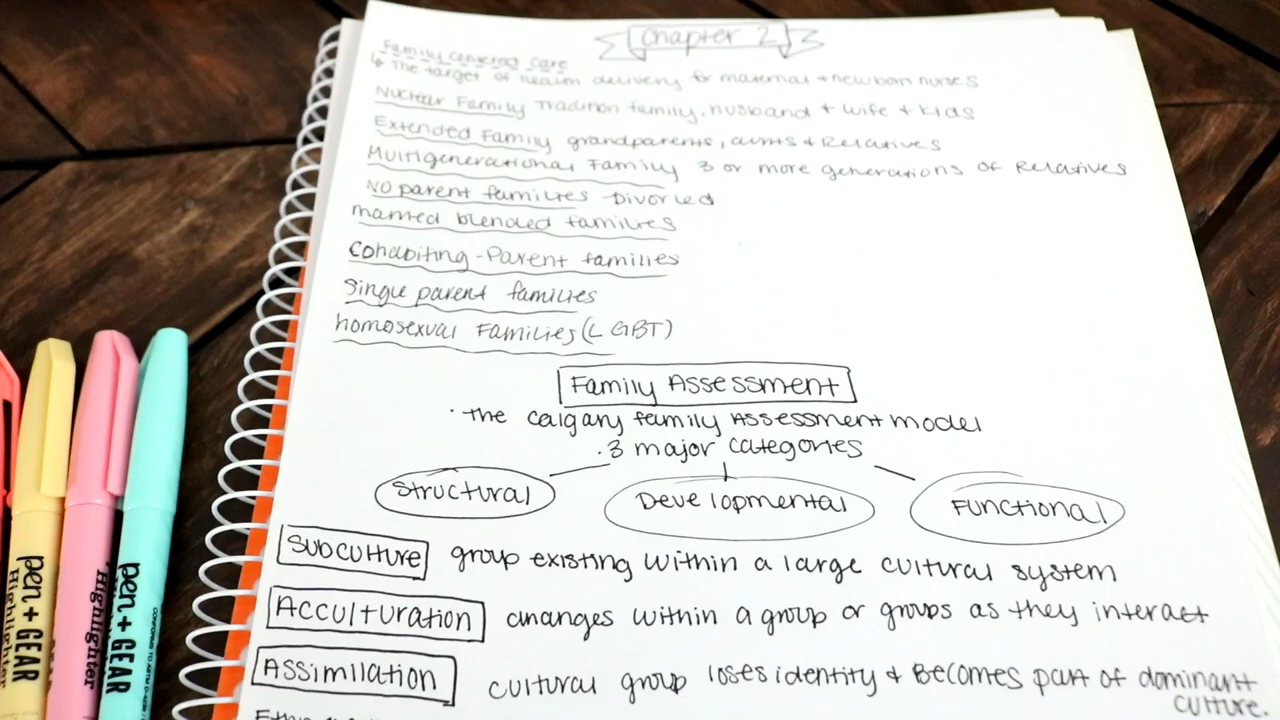 Chapter 2
Family Centered Care
↳ The target of health delivery for maternal + newborn nurses
Nuclear Family Tradition family, husband + wife + kids
Extended Family grandparents, aunts & Relatives
Multigenerational Family 3 or more generations of Relatives
NO parent families - Divorced
married blended families
Cohabiting-Parent families
Single parent families
homosexual Families (LGBT)
Family Assessment
· The calgary family Assessment model
· 3 major categories
Structural Developmental Functional
Subculture group existing within a large cultural system
Acculturation changes within a group or groups as they interact
Assimilation cultural group loses identity & Becomes part of dominant
culture.
pen + GEAR
Highlighter
Highlighter
pen + GEAR